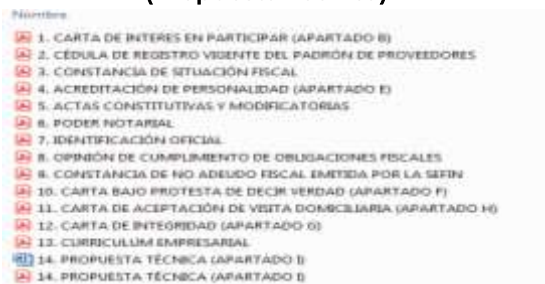 Nombre
1. CARTA DE INTERES EN PARTICIPAR (APARTADO B)
2. CÉDULA DE REGISTRO VIGENTE DEL PADRÓN DE PROVEEDORES
3. CONSTANCIA DE SITUACIÓN FISCAL
4. ACREDITACIÓN DE PERSONALIDAD (APARTADO E)
5. ACTAS CONSTITUTIVAS Y MODIFICATORIAS
6. PODER NOTARIAL
7. IDENTIFICACIÓN OFICIAL
8. OPINIÓN DE CUMPLIMIENTO DE OBLIGACIONES FISCALES
9. CONSTANCIA DE NO ADEUDO FISCAL EMITIDA POR LA SEFIN
10. CARTA BAJO PROTESTA DE DECIR VERDAD (APARTADO F)
11. CARTA DE ACEPTACIÓN DE VISITA DOMICILIARIA (APARTADO H)
12. CARTA DE INTEGRIDAD (APARTADO G)
13. CURRICULUM EMPRESARIAL
14. PROPUESTA TÉCNICA (APARTADO I)
14. PROPUESTA TÉCNICA (APARTADO I)